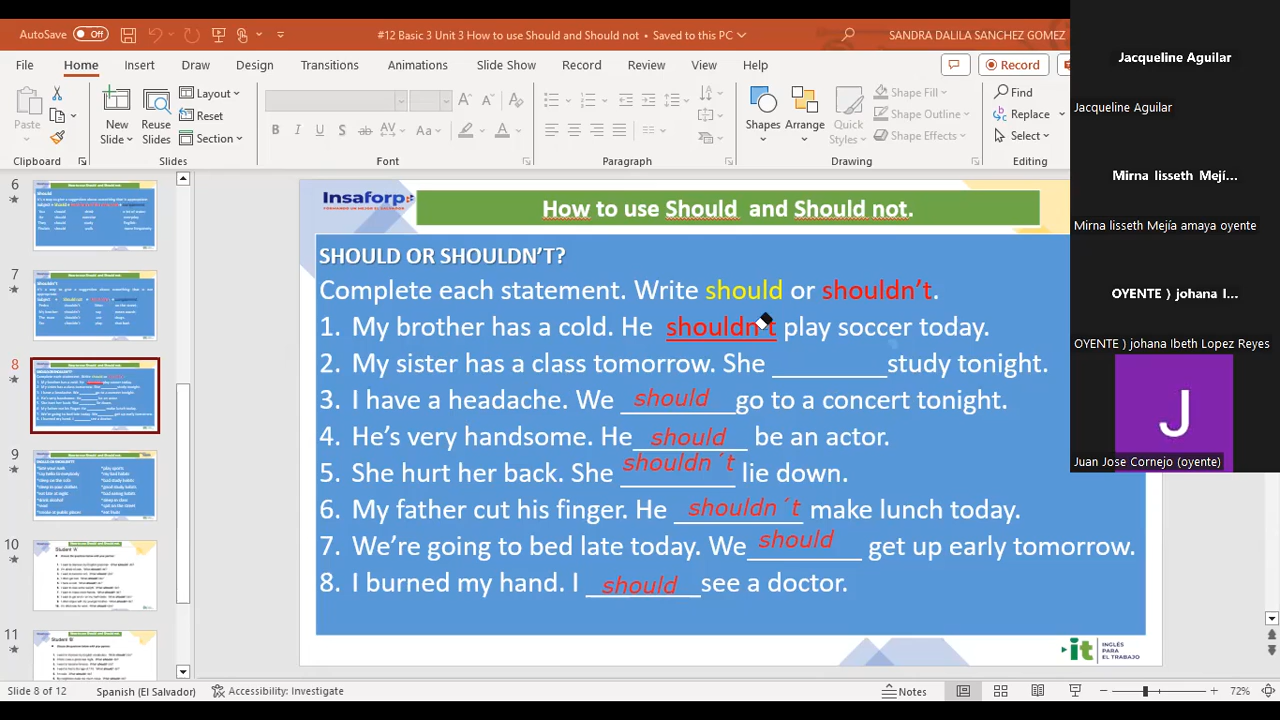 AutoSave Off #12 Basic 3 Unit 3 How to use Should and Should not • Saved to this PC SANDRA DALILA SANCHEZ GOMEZ
File Home Insert Draw Design Transitions Animations Slide Show Record Review View Help Record
Paste New Slide Reuse Slides Layout Reset Section Shapes Arrange Quick Styles Shape Fill Shape Outline Shape Effects Find Replace Select
Clipboard Slides Font Paragraph Drawing Editing
Jacqueline Aguilar
Jacqueline Aguilar
Mirna lisseth Mejí...
Mirna lisseth Mejía amaya oyente
OYENTE ) johana l...
OYENTE ) johana Ibeth Lopez Reyes
J
Juan Jose Cornejo (oyente)
6
7
8
9
10
11
Insaforp
How to use Should and Should not.
SHOULD OR SHOULDN'T?
Complete each statement. Write should or shouldn't.
1. My brother has a cold. He shouldn't play soccer today.
2. My sister has a class tomorrow. She ________study tonight.
3. I have a headache. We should go to a concert tonight.
4. He's very handsome. He should be an actor.
5. She hurt her back. She shouldn´t lie down.
6. My father cut his finger. He shouldn´t make lunch today.
7. We're going to bed late today. We should get up early tomorrow.
8. I burned my hand. I should see a doctor.
it INGLÉS
PARA
EL TRABAJO
Slide 8 of 12 Spanish (El Salvador) Accessibility: Investigate Notes 72%